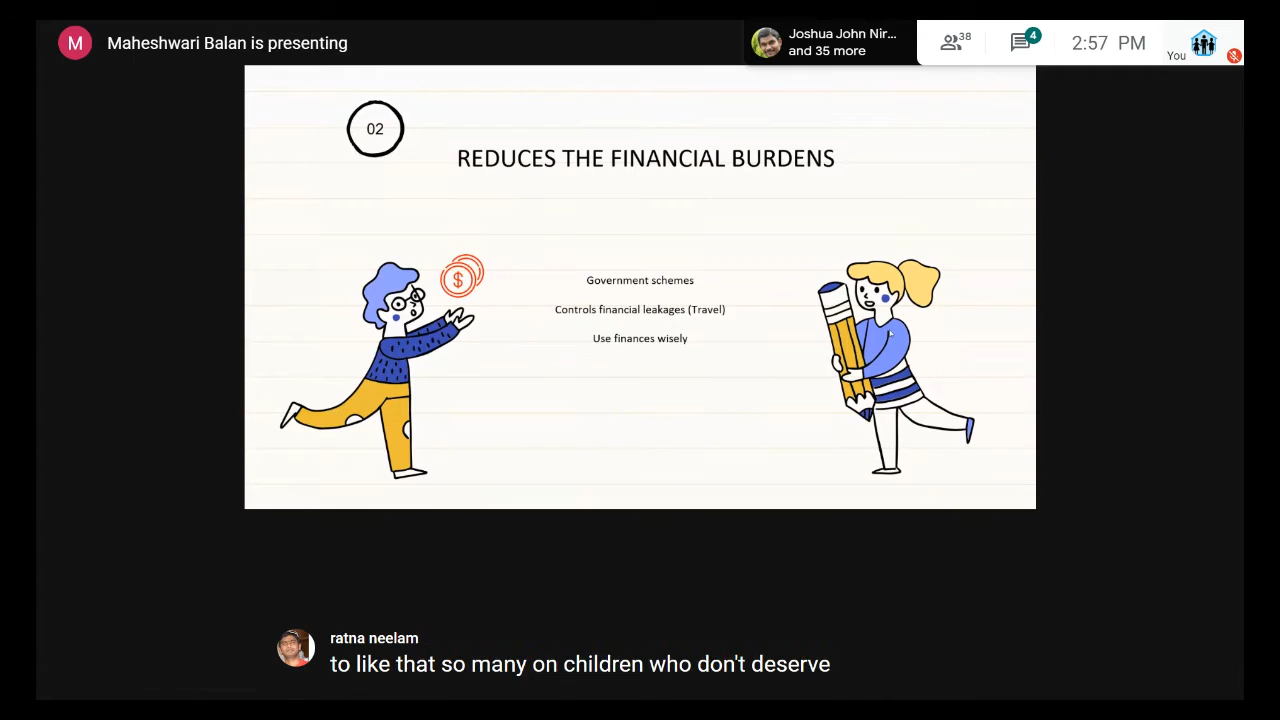 M
Maheshwari Balan is presenting
Joshua John Nir...
and 35 more
38
4
2:57 PM
You
02
REDUCES THE FINANCIAL BURDENS
$
Government schemes
Controls financial leakages (Travel)
Use finances wisely
ratna neelam
to like that so many on children who don't deserve